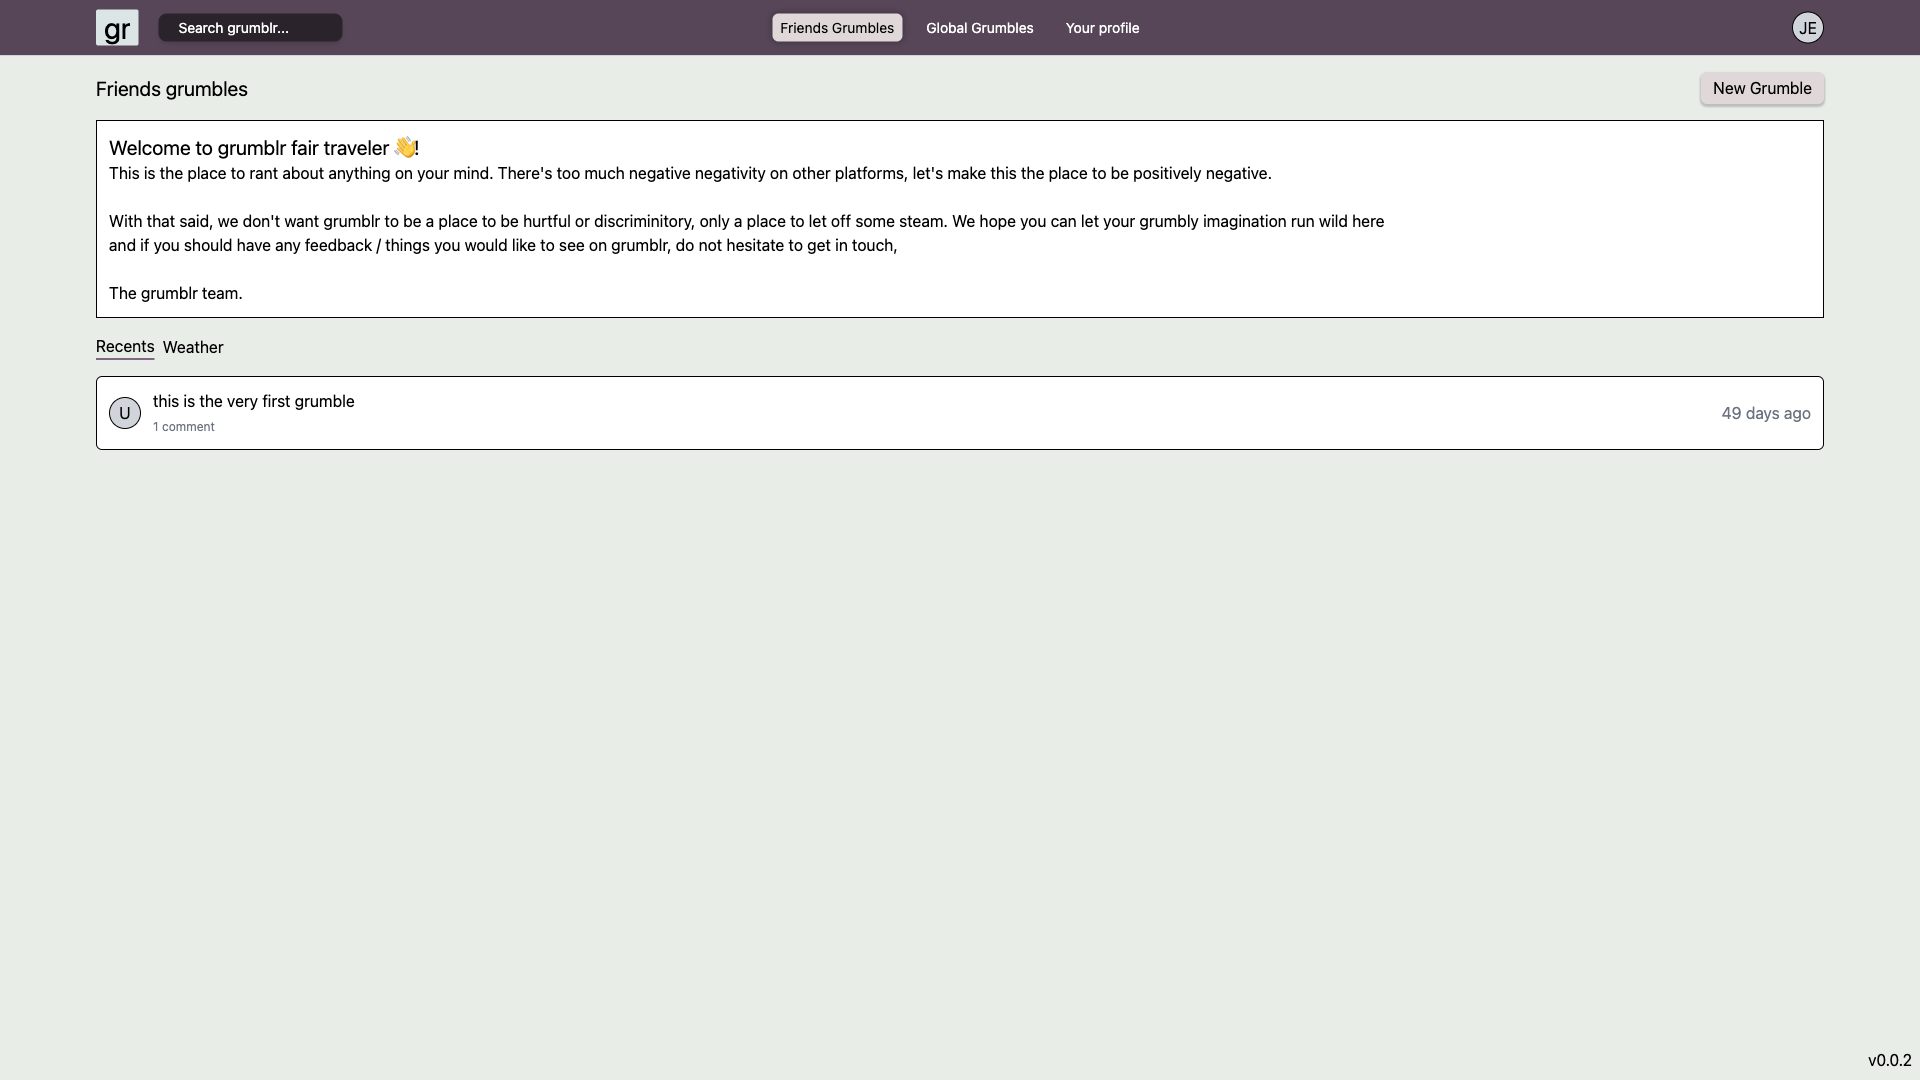 gr
Search grumblr...
Friends Grumbles
Global Grumbles
Your profile
JE
Friends grumbles
New Grumble
Welcome to grumblr fair traveler 👋!
This is the place to rant about anything on your mind. There's too much negative negativity on other platforms, let's make this the place to be positively negative.
With that said, we don't want grumblr to be a place to be hurtful or discriminitory, only a place to let off some steam. We hope you can let your grumbly imagination run wild here
and if you should have any feedback / things you would like to see on grumblr, do not hesitate to get in touch,
The grumblr team.
Recents
Weather
U
this is the very first grumble
1 comment
49 days ago
v0.0.2